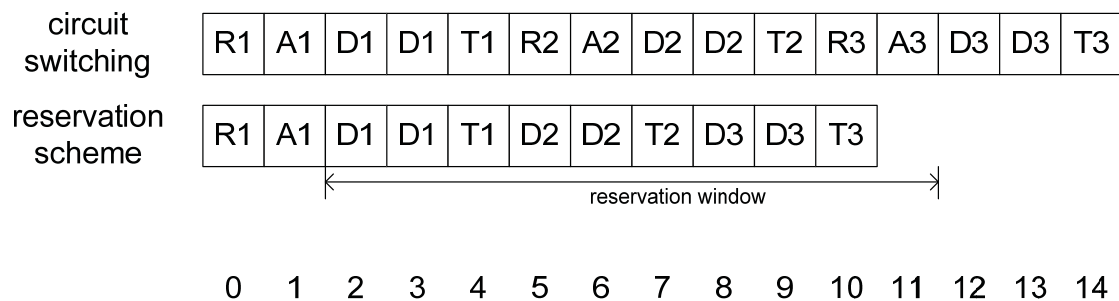 circuit
switching
R1 A1 D1 D1 T1 R2 A2 D2 D2 T2 R3 A3 D3 D3 T3
reservation
scheme
R1 A1 D1 D1 T1 D2 D2 T2 D3 D3 T3
reservation window
0 1 2 3 4 5 6 7 8 9 10 11 12 13 14